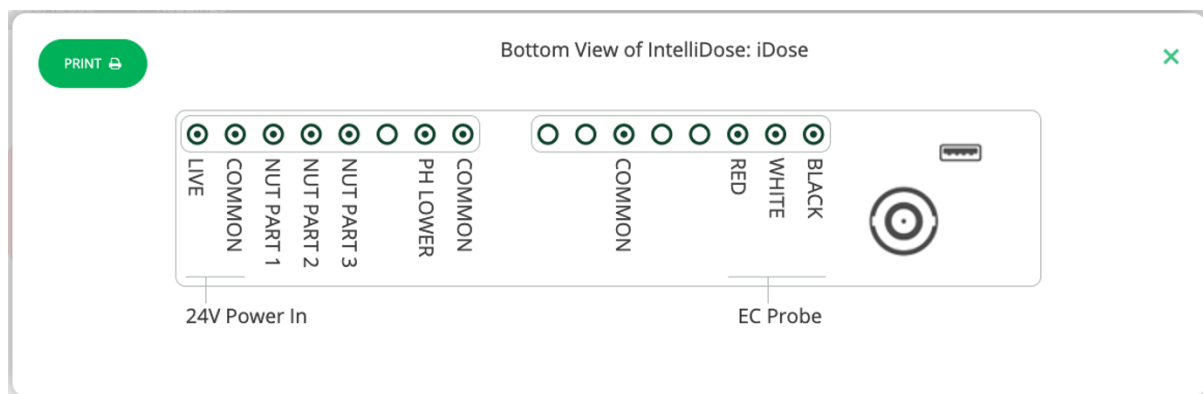 PRINT
Bottom View of IntelliDose: iDose
LIVE
COMMON
NUT PART 1
NUT PART 2
NUT PART 3
PH LOWER
COMMON
COMMON
RED
WHITE
BLACK
24V Power In
EC Probe